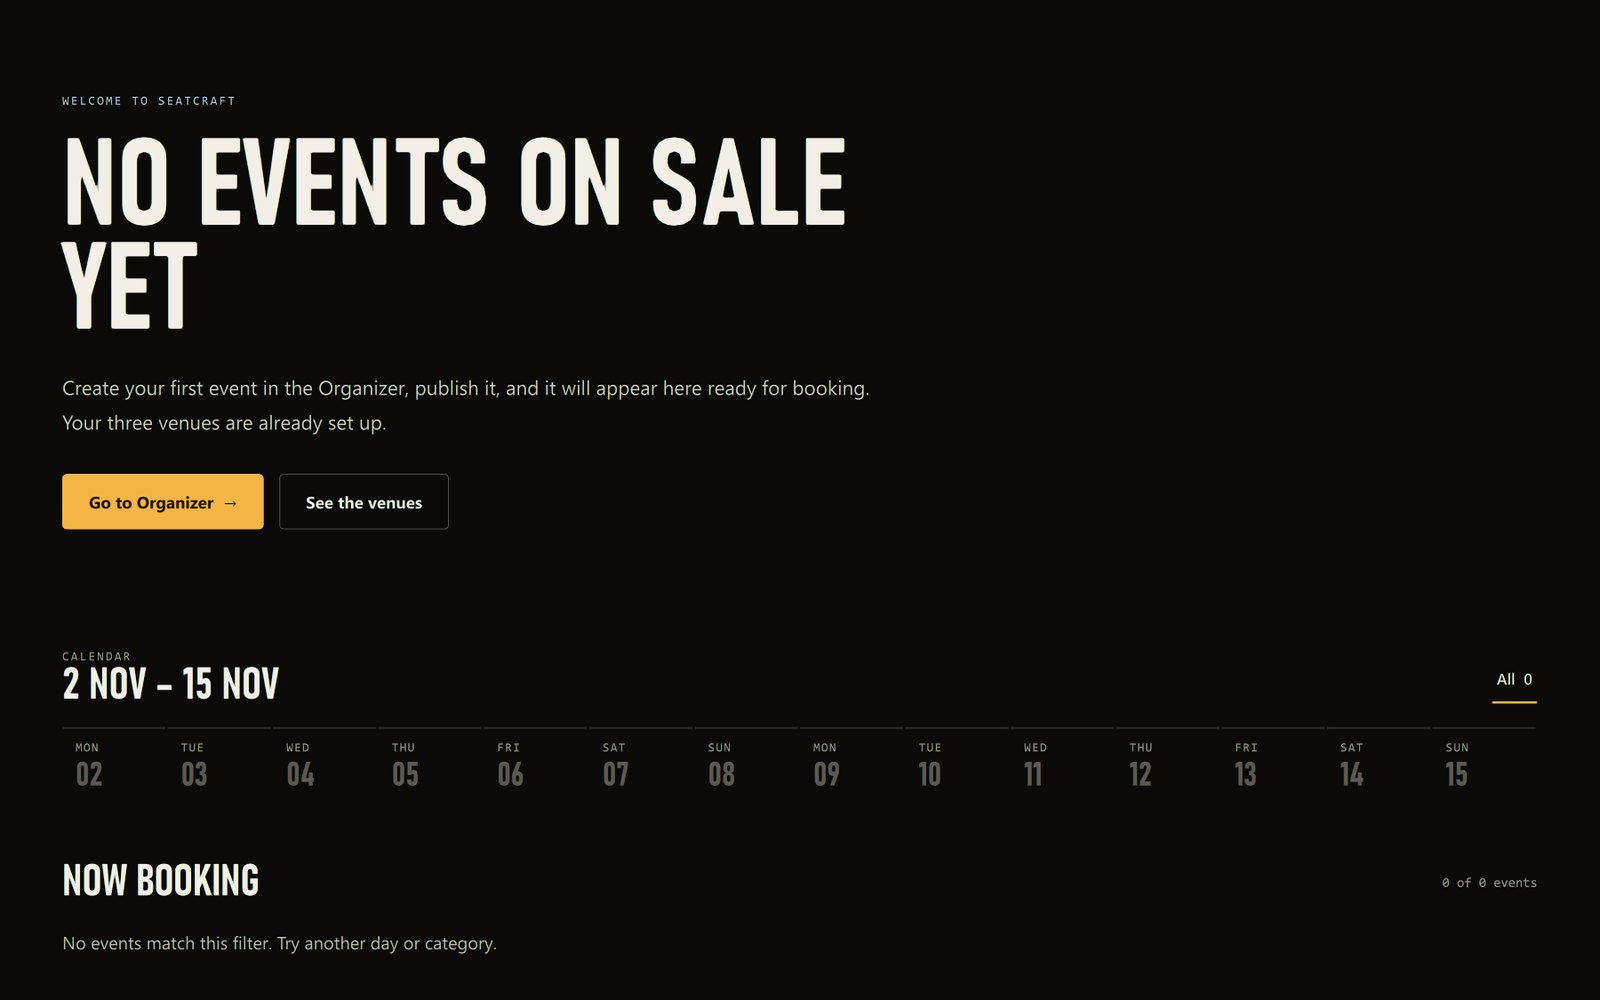 WELCOME TO SEATCRAFT
NO EVENTS ON SALE
YET
Create your first event in the Organizer, publish it, and it will appear here ready for booking.
Your three venues are already set up.
Go to Organizer → See the venues
CALENDAR
2 NOV – 15 NOV
All 0
MON TUE WED THU FRI SAT SUN MON TUE WED THU FRI SAT SUN
02 03 04 05 06 07 08 09 10 11 12 13 14 15
NOW BOOKING
0 of 0 events
No events match this filter. Try another day or category.